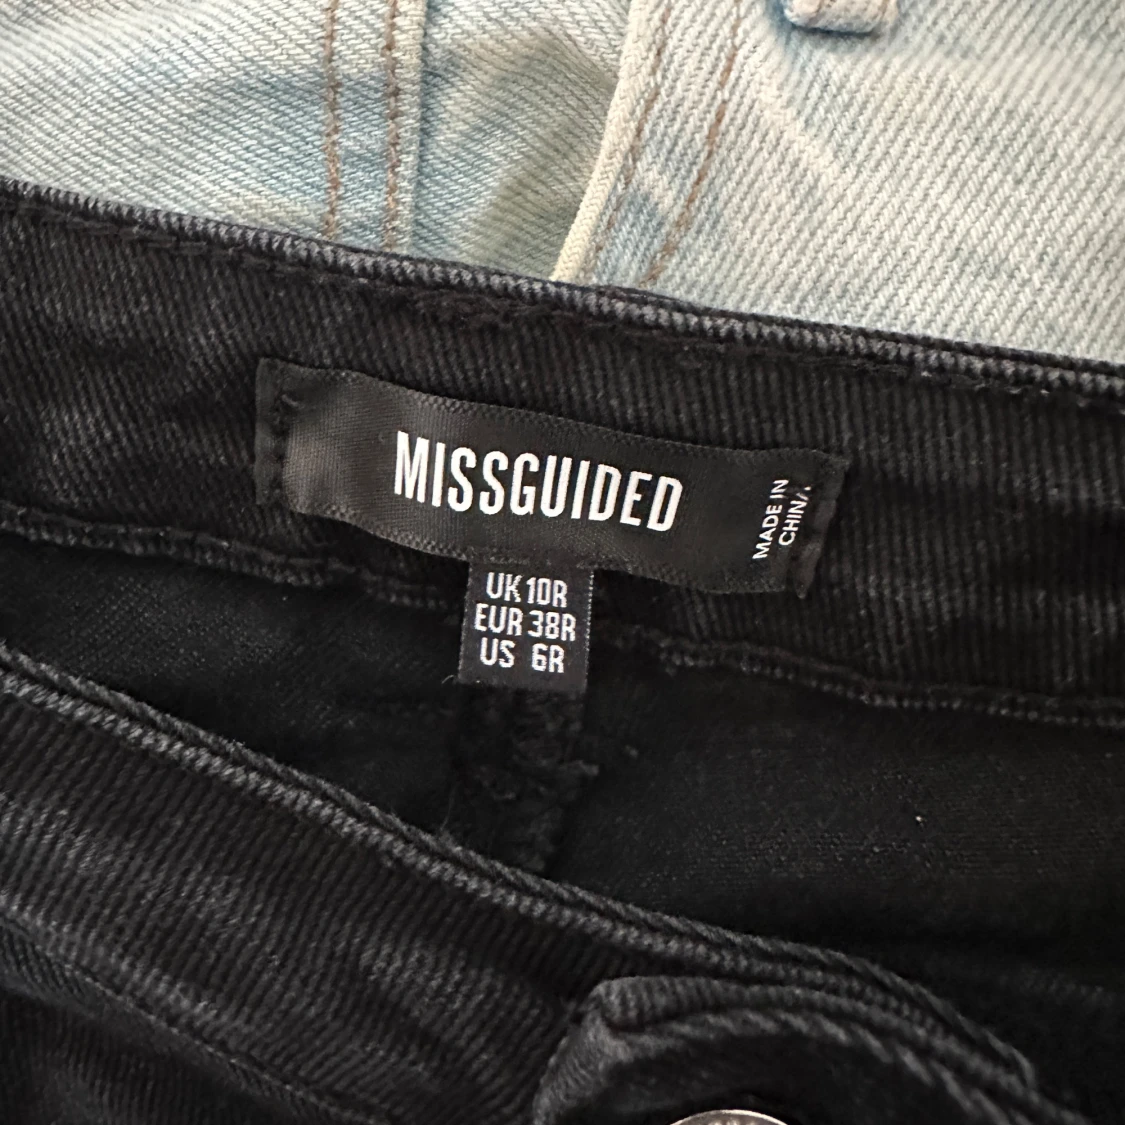 MISSGUIDED
MADE IN
CHINA
UK 10R
EUR 38R
US 6R